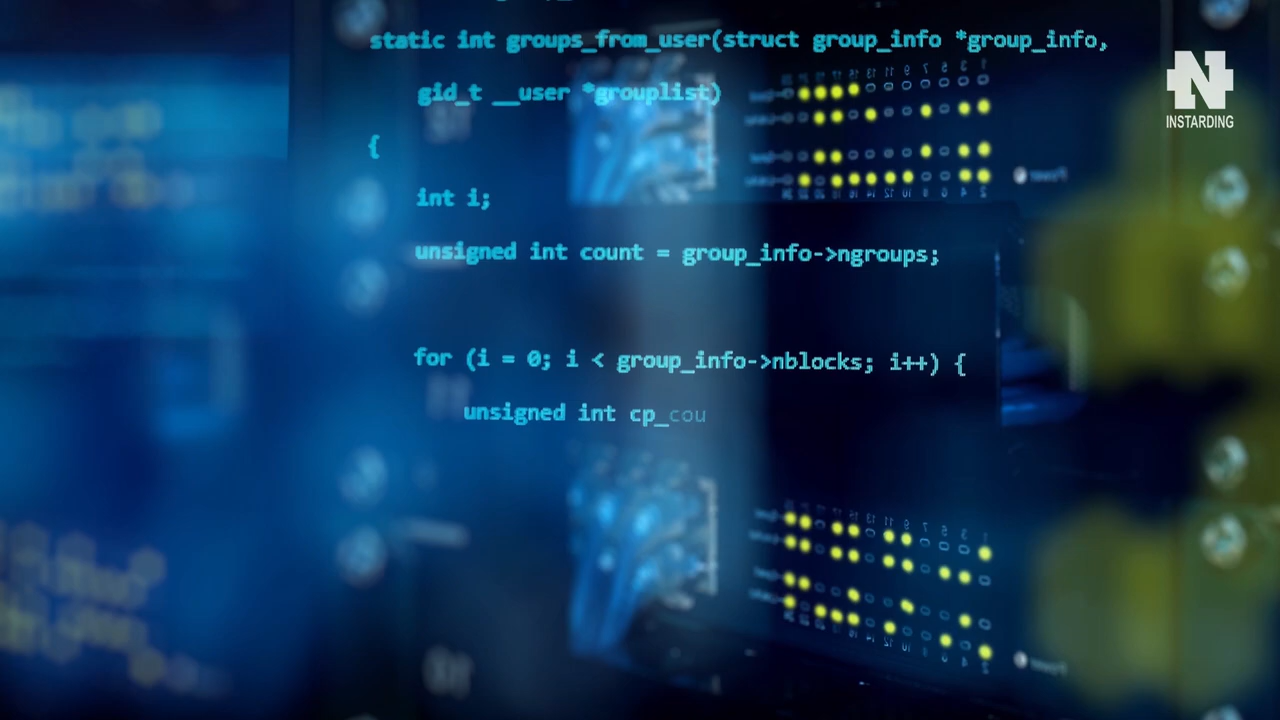 static int groups_from_user(struct group_info *group_info,
gid_t __user *grouplist)
{
int i;
unsigned int count = group_info->ngroups;
for (i = 0; i < group_info->nblocks; i++) {
unsigned int cp_cou
N
INSTARDING